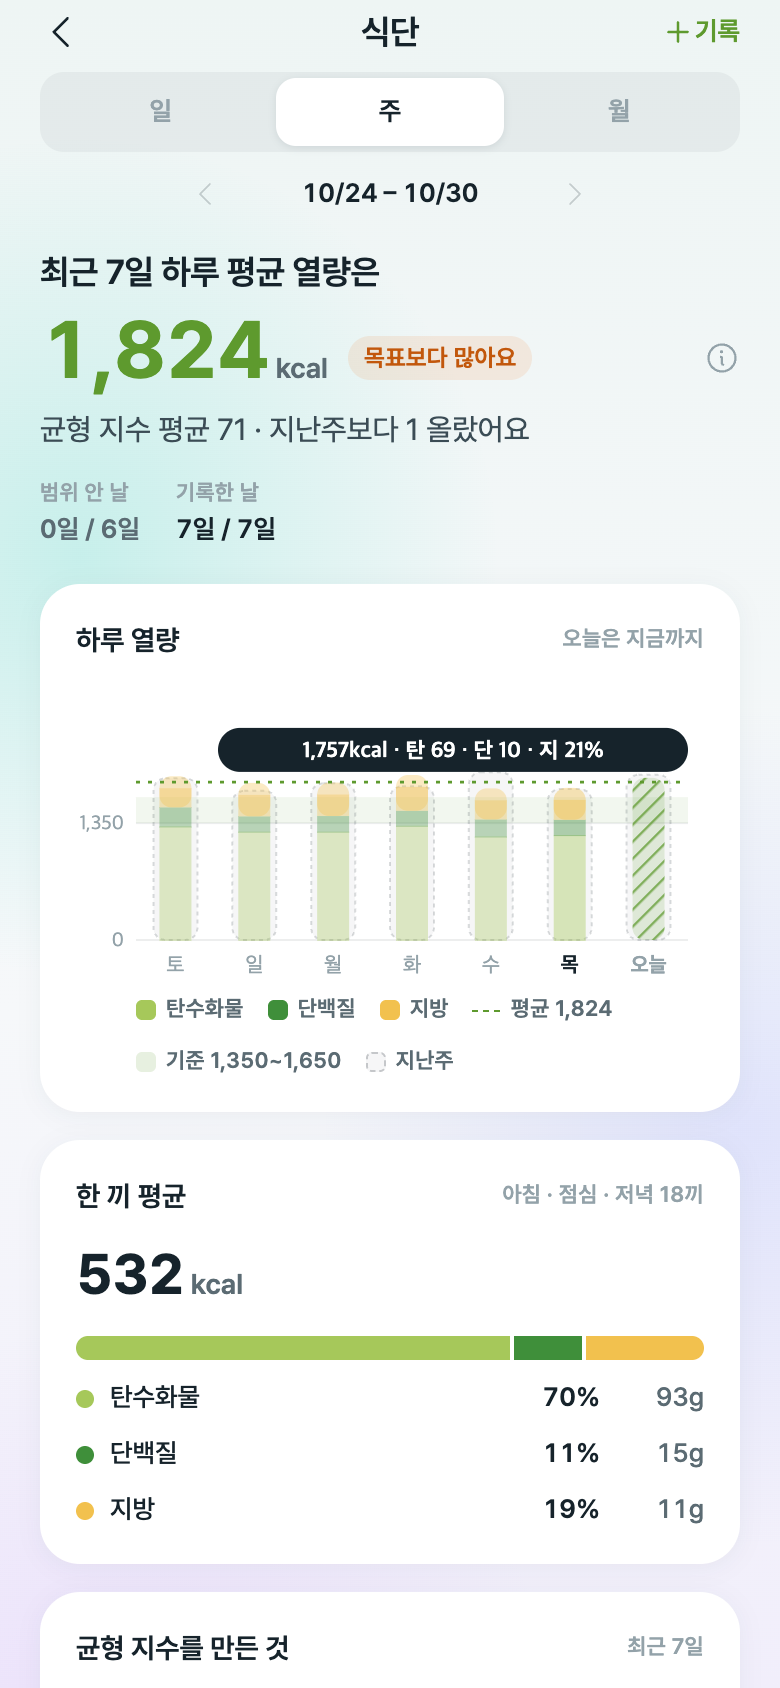 식단
+ 기록
일 주 월
10/24 – 10/30
최근 7일 하루 평균 열량은
1,824 kcal 목표보다 많아요
균형 지수 평균 71 · 지난주보다 1 올랐어요
범위 안 날 기록한 날
0일 / 6일 7일 / 7일
하루 열량 오늘은 지금까지
1,757kcal · 탄 69 · 단 10 · 지 21%
1,350
0
토 일 월 화 수 목 오늘
탄수화물 단백질 지방 평균 1,824
기준 1,350~1,650 지난주
한 끼 평균 아침 · 점심 · 저녁 18끼
532 kcal
탄수화물 70% 93g
단백질 11% 15g
지방 19% 11g
균형 지수를 만든 것 최근 7일